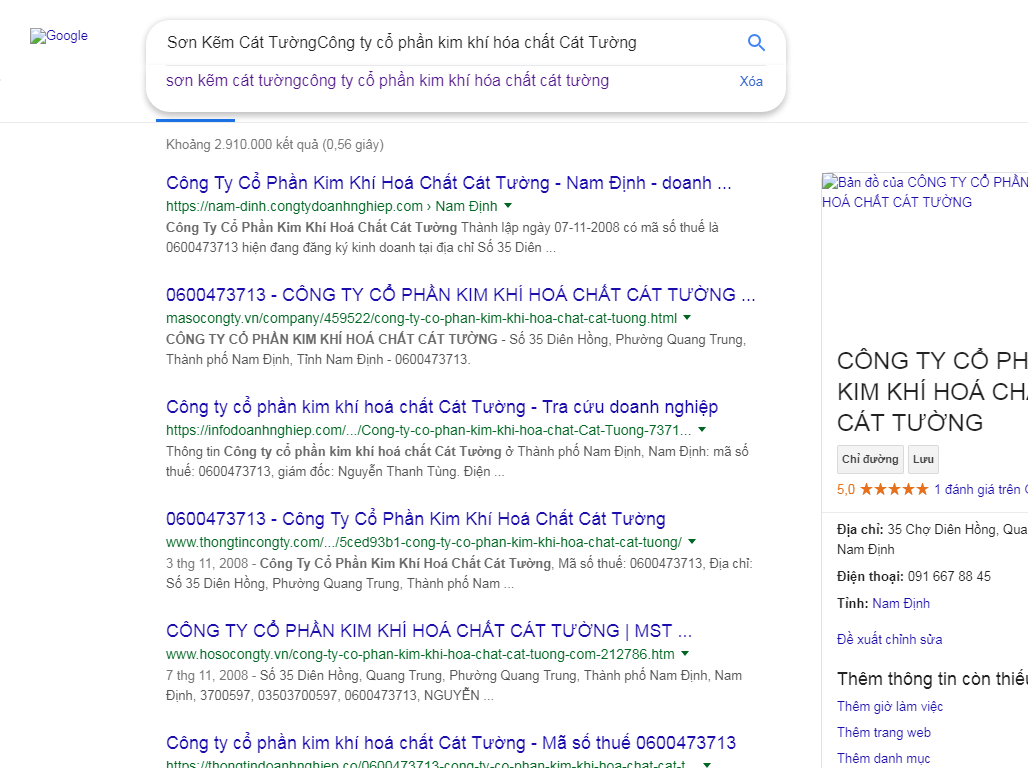 Google
Sơn Kẽm Cát TườngCông ty cổ phần kim khí hóa chất Cát Tường
sơn kẽm cát tườngcông ty cổ phần kim khí hóa chất cát tường
Xóa
Khoảng 2.910.000 kết quả (0,56 giây)
Công Ty Cổ Phần Kim Khí Hoá Chất Cát Tường - Nam Định - doanh ...
https://nam-dinh.congtydoanhnghiep.com › Nam Định
Công Ty Cổ Phần Kim Khí Hoá Chất Cát Tường Thành lập ngày 07-11-2008 có mã số thuế là
0600473713 hiện đang đăng ký kinh doanh tại địa chỉ Số 35 Diên ...
0600473713 - CÔNG TY CỔ PHẦN KIM KHÍ HOÁ CHẤT CÁT TƯỜNG ...
masocongty.vn/company/459522/cong-ty-co-phan-kim-khi-hoa-chat-cat-tuong.html
CÔNG TY CỔ PHẦN KIM KHÍ HOÁ CHẤT CÁT TƯỜNG - Số 35 Diên Hồng, Phường Quang Trung,
Thành phố Nam Định, Tỉnh Nam Định - 0600473713.
Công ty cổ phần kim khí hoá chất Cát Tường - Tra cứu doanh nghiệp
https://infodoanhnghiep.com/.../Cong-ty-co-phan-kim-khi-hoa-chat-Cat-Tuong-7371...
Thông tin Công ty cổ phần kim khí hoá chất Cát Tường ở Thành phố Nam Định, Nam Định: mã số
thuế: 0600473713, giám đốc: Nguyễn Thanh Tùng. Điện ...
0600473713 - Công Ty Cổ Phần Kim Khí Hoá Chất Cát Tường
www.thongtincongty.com/.../5ced93b1-cong-ty-co-phan-kim-khi-hoa-chat-cat-tuong/
3 thg 11, 2008 - Công Ty Cổ Phần Kim Khí Hoá Chất Cát Tường, Mã số thuế: 0600473713, Địa chỉ:
Số 35 Diên Hồng, Phường Quang Trung, Thành phố Nam ...
CÔNG TY CỔ PHẦN KIM KHÍ HOÁ CHẤT CÁT TƯỜNG | MST ...
www.hosocongty.vn/cong-ty-co-phan-kim-khi-hoa-chat-cat-tuong-com-212786.htm
7 thg 11, 2008 - Số 35 Diên Hồng, Quang Trung, Phường Quang Trung, Thành phố Nam Định, Nam
Định, 3700597, 03503700597, 0600473713, NGUYỄN ...
Công ty cổ phần kim khí hoá chất Cát Tường - Mã số thuế 0600473713
https://thongtindoanhnghiep.co/0600473713-cong-ty-co-phan-kim-khi-hoa-chat-cat-t...
Bản đồ của CÔNG TY CỔ PHẦN
HOÁ CHẤT CÁT TƯỜNG
CÔNG TY CỔ PH
KIM KHÍ HOÁ CHẤ
CÁT TƯỜNG
Chỉ đường Lưu
5,0 ★★★★★ 1 đánh giá trên
Địa chỉ: 35 Chợ Diên Hồng, Qua
Nam Định
Điện thoại: 091 667 88 45
Tỉnh: Nam Định
Đề xuất chỉnh sửa
Thêm thông tin còn thiếu
Thêm giờ làm việc
Thêm trang web
Thêm danh mục